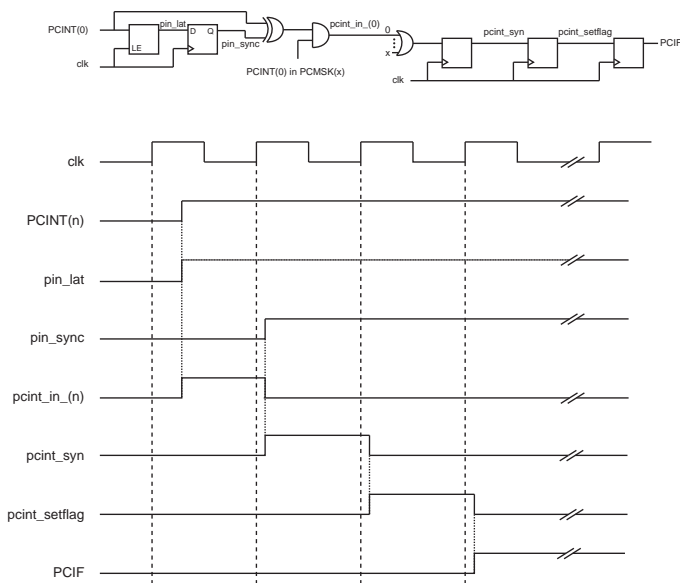 PCINT(0)
pin_lat
LE
D Q
pin_sync
clk
pcint_in_(0)
0
x
PCINT(0) in PCMSK(x)
clk
pcint_syn
pcint_setflag
PCIF
clk
PCINT(n)
pin_lat
pin_sync
pcint_in_(n)
pcint_syn
pcint_setflag
PCIF